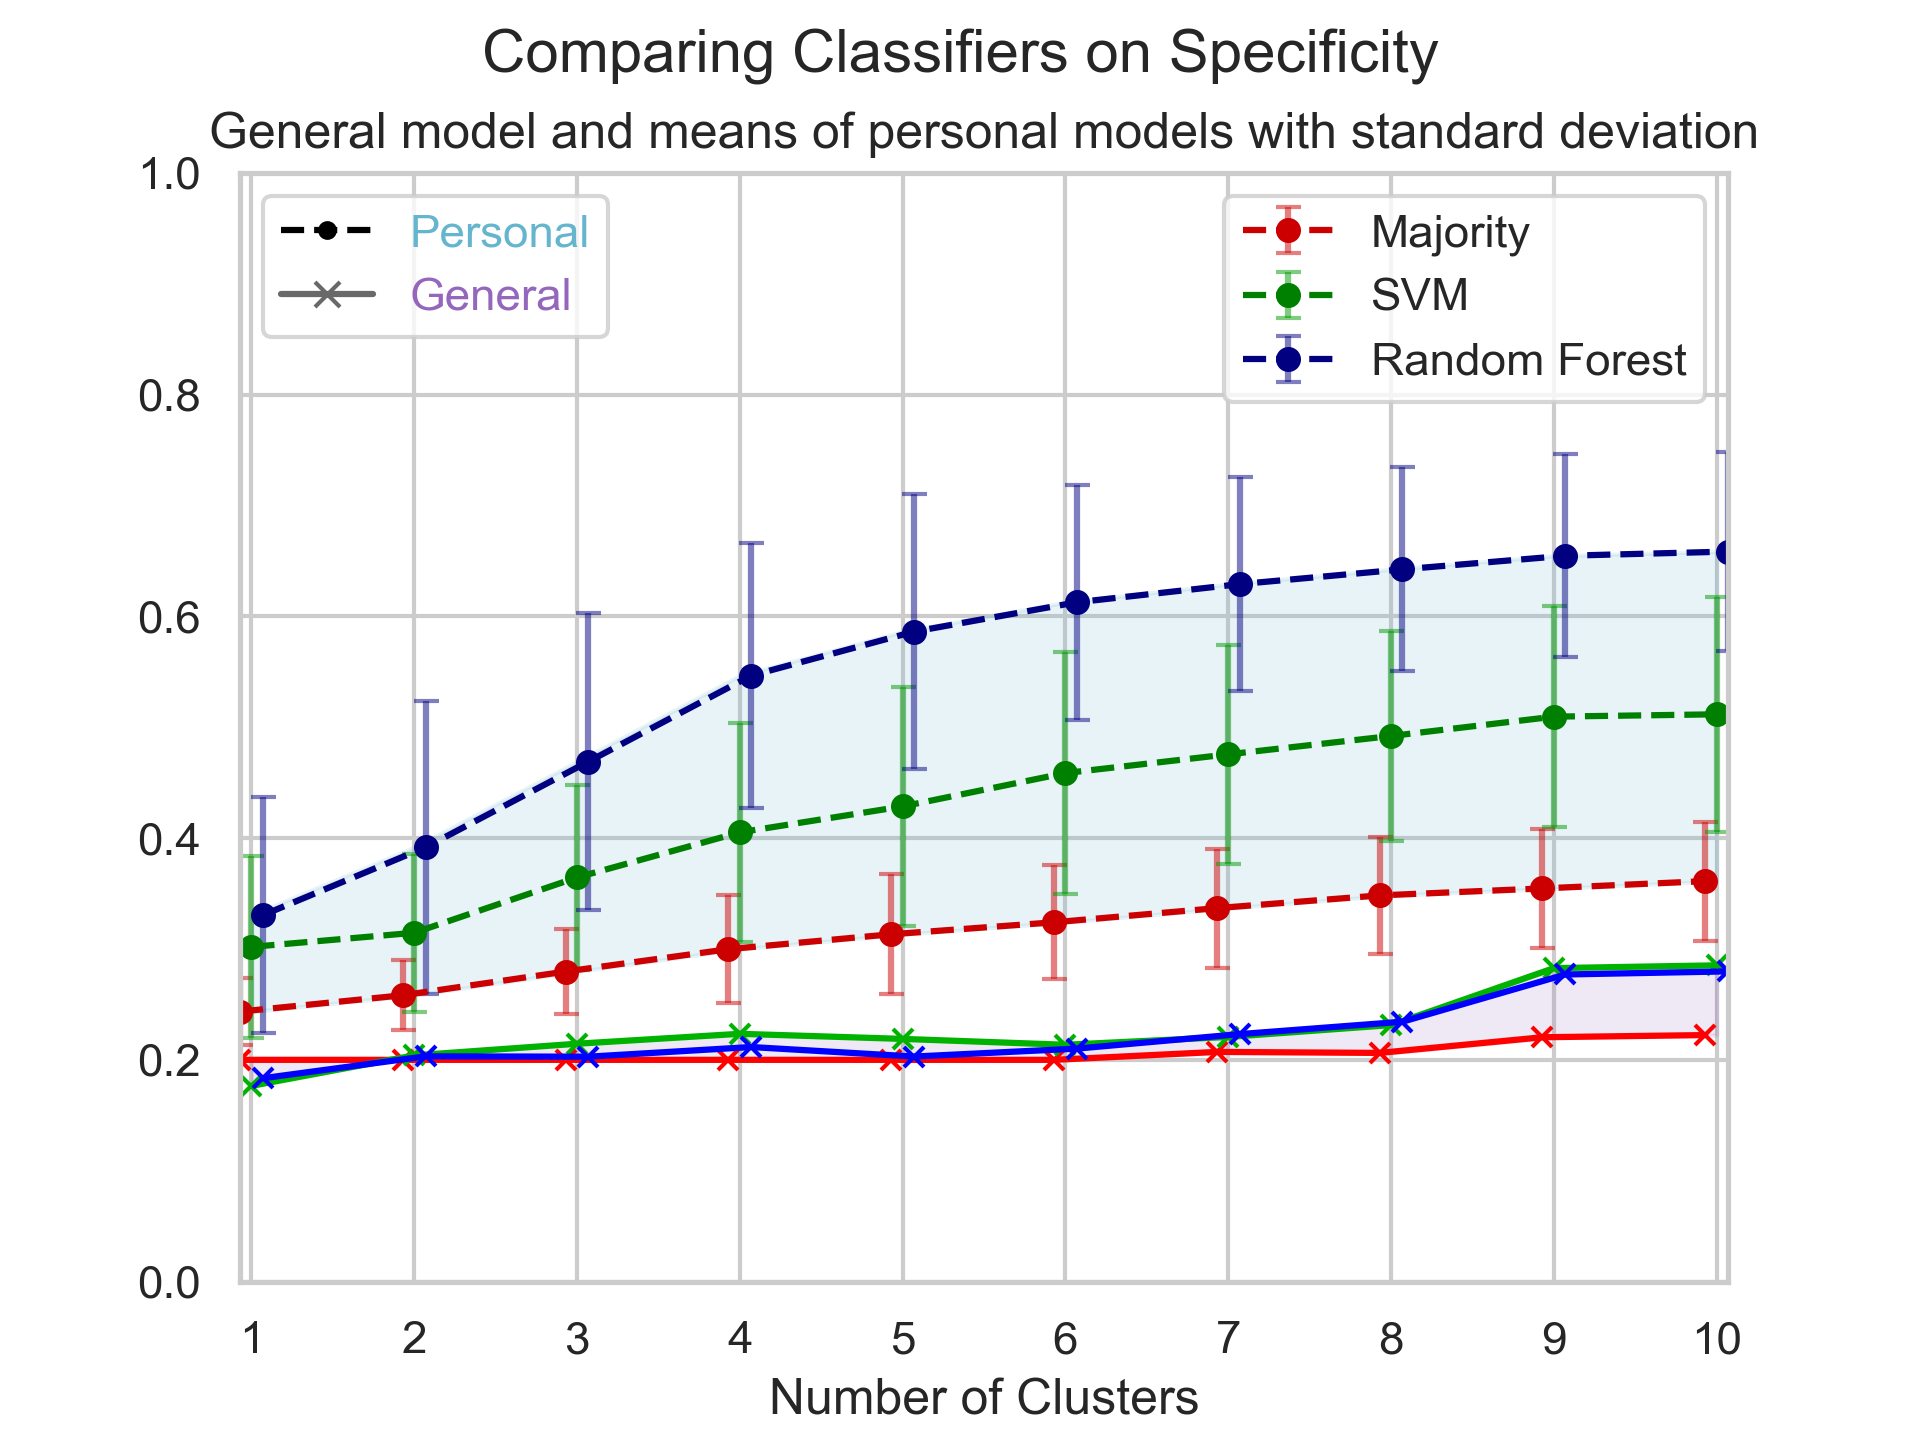 Comparing Classifiers on Specificity
General model and means of personal models with standard deviation
1.0
0.8
0.6
0.4
0.2
0.0
Personal
General
Majority
SVM
Random Forest
1 2 3 4 5 6 7 8 9 10
Number of Clusters